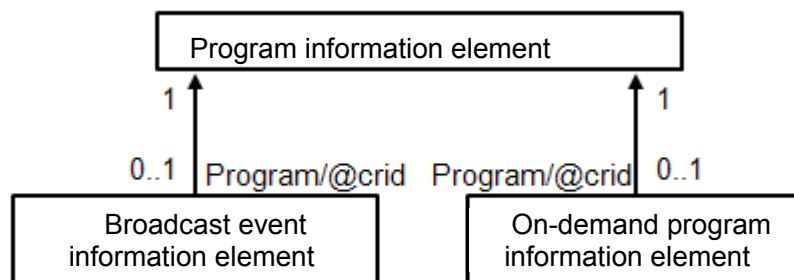 Program information element
1
1
0..1
Program/@crid
Program/@crid
0..1
Broadcast event
information element
On-demand program
information element